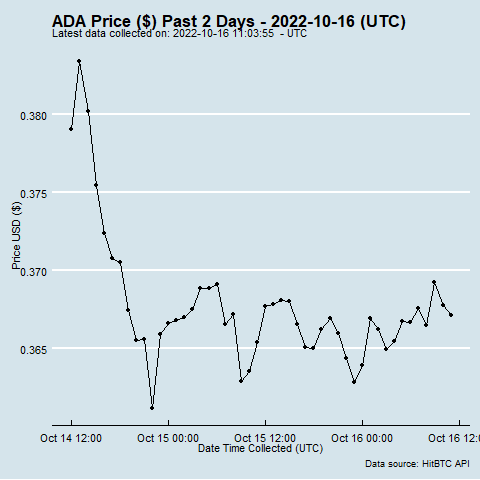 ADA Price ($) Past 2 Days - 2022-10-16 (UTC)
Latest data collected on: 2022-10-16 11:03:55  - UTC
Price USD ($)
0.380
0.375
0.370
0.365
Oct 14 12:00 Oct 15 00:00 Oct 15 12:00 Oct 16 00:00 Oct 16 12:
Date Time Collected (UTC)
Data source: HitBTC API